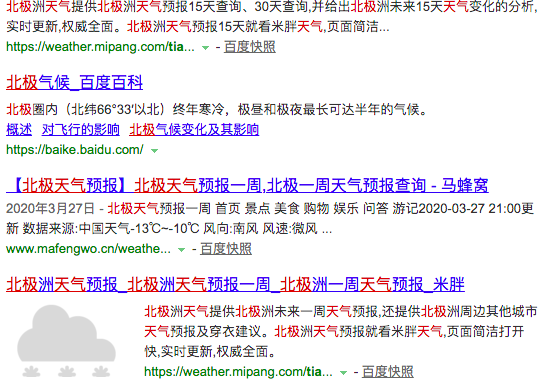 北极洲天气提供北极洲天气预报15天查询、30天查询,并给出北极洲未来15天天气变化的分析,
实时更新,权威全面。北极洲天气预报15天就看米胖天气,页面简洁...
https://weather.mipang.com/tia... - 百度快照
北极气候_百度百科
北极圈内（北纬66°33′以北）终年寒冷，极昼和极夜最长可达半年的气候。
概述 对飞行的影响 北极气候变化及其影响
https://baike.baidu.com/
【北极天气预报】北极天气预报一周,北极一周天气预报查询 - 马蜂窝
2020年3月27日 - 北极天气预报一周 首页 景点 美食 购物 娱乐 问答 游记2020-03-27 21:00更
新 数据来源:中国天气-13℃~-10℃ 风向:南风 风速:微风 ...
www.mafengwo.cn/weathe... - 百度快照
北极洲天气预报_北极洲天气预报一周_北极洲一周天气预报_米胖
北极洲天气提供北极洲未来一周天气预报,还提供北极洲周边其他城市
天气预报及穿衣建议。北极洲天气预报就看米胖天气,页面简洁打开
快,实时更新,权威全面。
https://weather.mipang.com/tia... - 百度快照